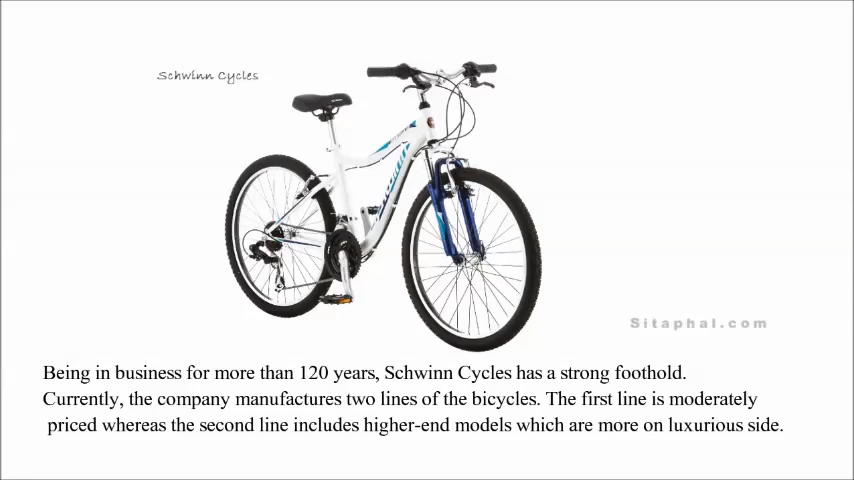 Schwinn Cycles
Sitaphal.com
Being in business for more than 120 years, Schwinn Cycles has a strong foothold.
Currently, the company manufactures two lines of the bicycles. The first line is moderately
priced whereas the second line includes higher-end models which are more on luxurious side.